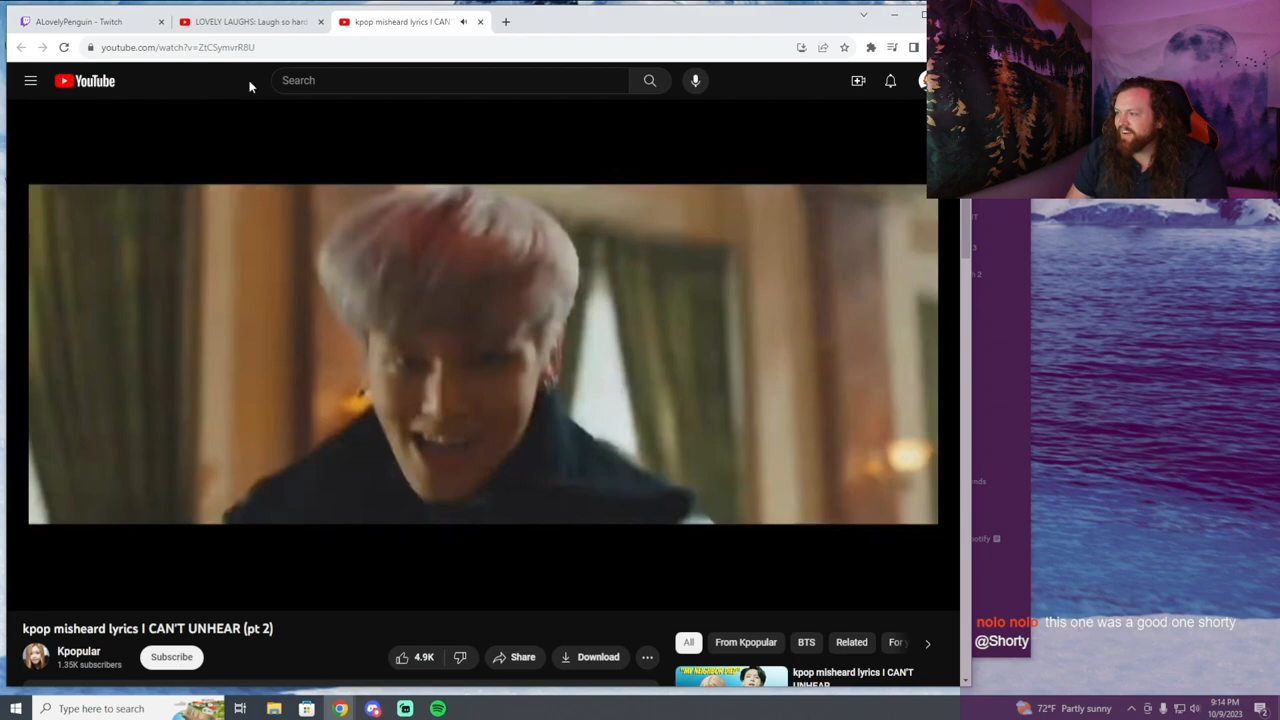 ALovelyPenguin - Twitch
LOVELY LAUGHS: Laugh so hard
kpop misheard lyrics I CAN'
youtube.com/watch?v=ZtCSymvrR8U
YouTube
Search
kpop misheard lyrics I CAN'T UNHEAR (pt 2)
Kpopular
1.35K subscribers
Subscribe
4.9K
Share
Download
All
From Kpopular
BTS
Related
For y
kpop misheard lyrics I CAN'T
UNHEAR
nolo nolo this one was a good one shorty
@Shorty
Type here to search
72°F Partly sunny
9:14 PM
10/9/2023
2